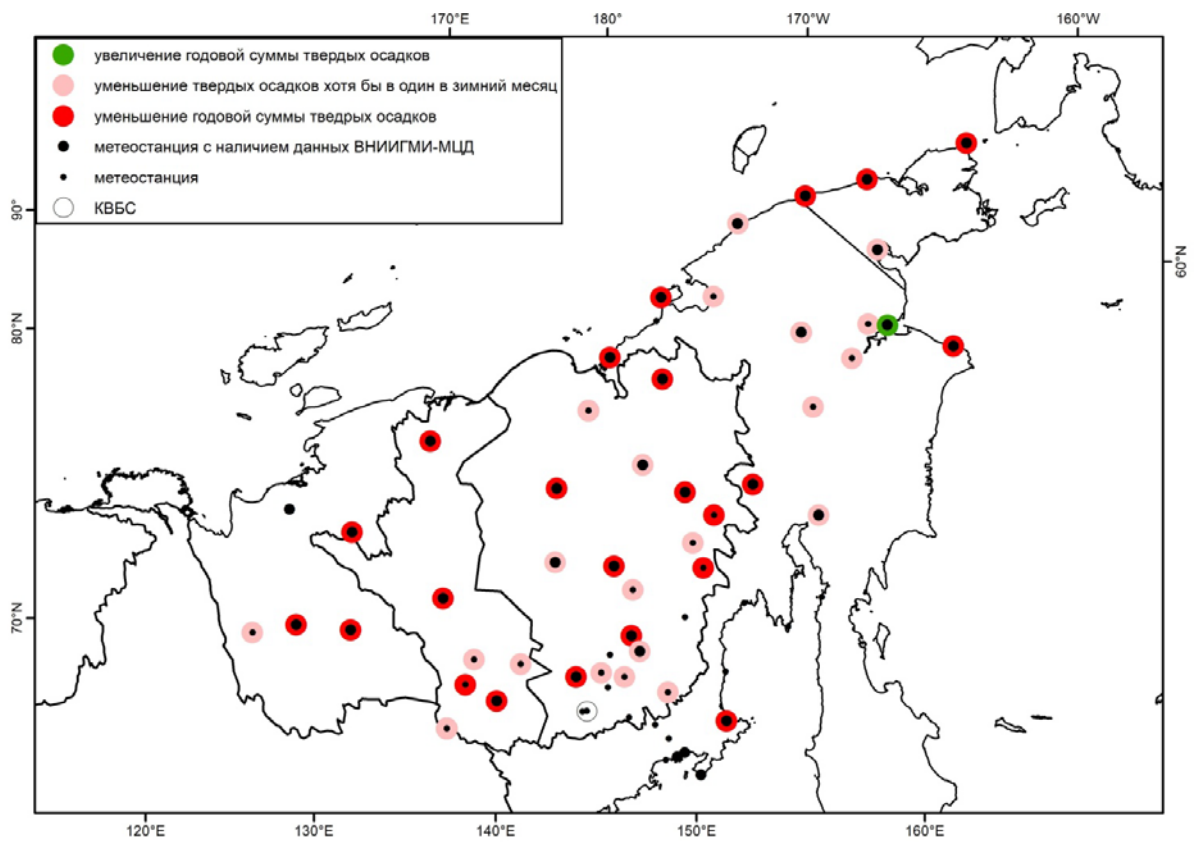 170°E 180° 170°W 160°W
увеличение годовой суммы твердых осадков
уменьшение твердых осадков хотя бы в один в зимний месяц
уменьшение годовой суммы тведрых осадков
метеостанция с наличием данных ВНИИГМИ-МЦД
метеостанция
КВБС
90°
60°N
80°N
70°N
120°E 130°E 140°E 150°E 160°E